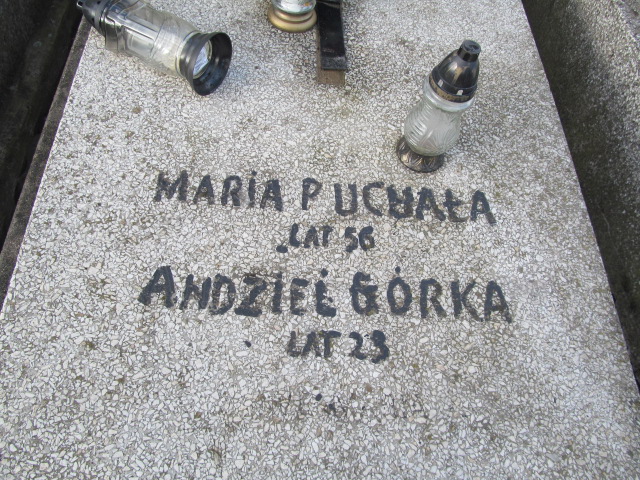 MARIA PUCHAŁA
LAT 56
ANDZIEŁ GÓRKA
LAT 23